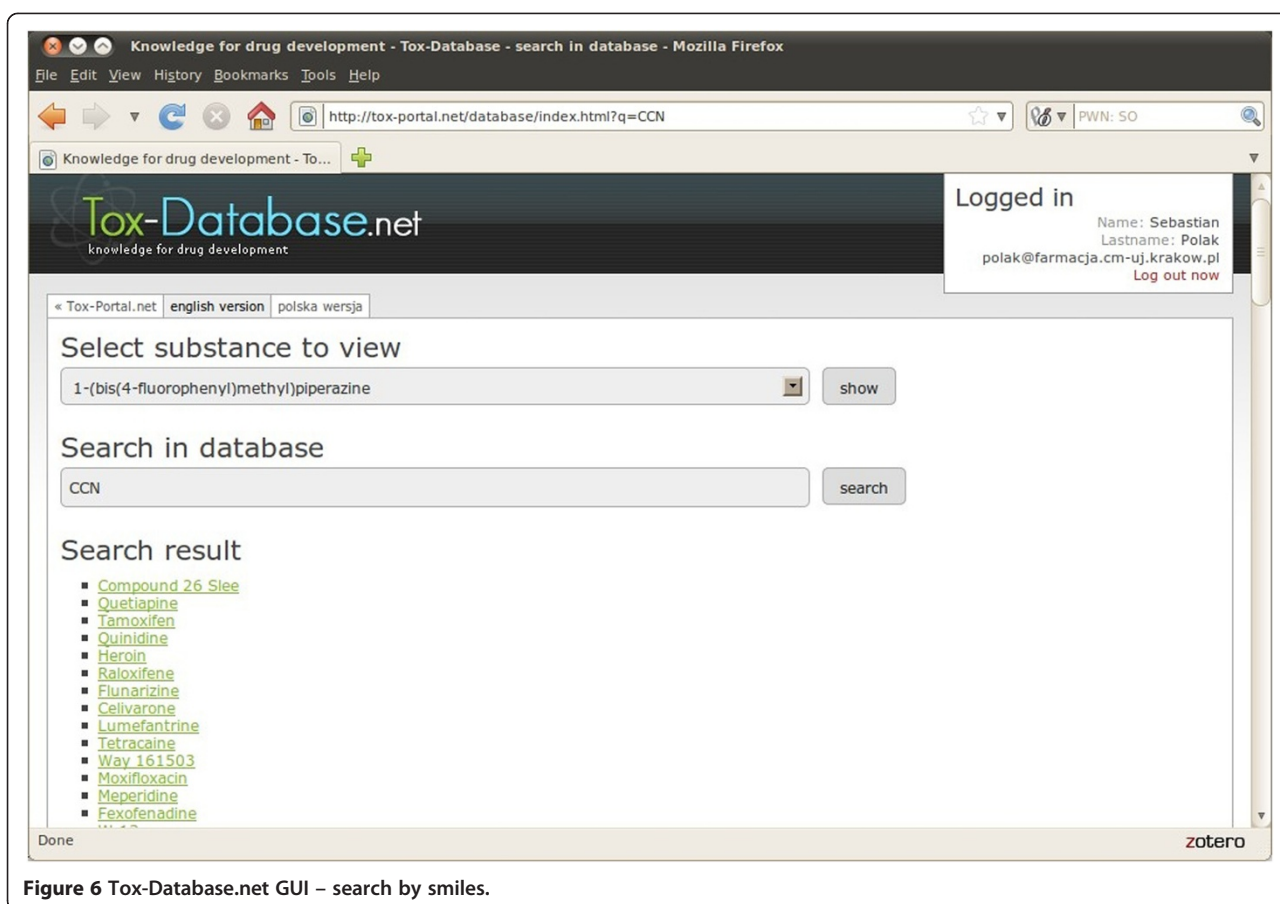 Knowledge for drug development - Tox-Database - search in database - Mozilla Firefox
File Edit View History Bookmarks Tools Help
http://tox-portal.net/database/index.html?q=CCN
PWN: SO
Knowledge for drug development - To...
Tox-Database.net
knowledge for drug development
Logged in
Name: Sebastian
Lastname: Polak
polak@farmacja.cm-uj.krakow.pl
Log out now
« Tox-Portal.net english version polska wersja
Select substance to view
1-(bis(4-fluorophenyl)methyl)piperazine show
Search in database
CCN search
Search result
Compound 26 Slee
Quetiapine
Tamoxifen
Quinidine
Heroin
Raloxifene
Flunarizine
Celivarone
Lumefantrine
Tetracaine
Way 161503
Moxifloxacin
Meperidine
Fexofenadine
Done
zotero
Figure 6 Tox-Database.net GUI – search by smiles.